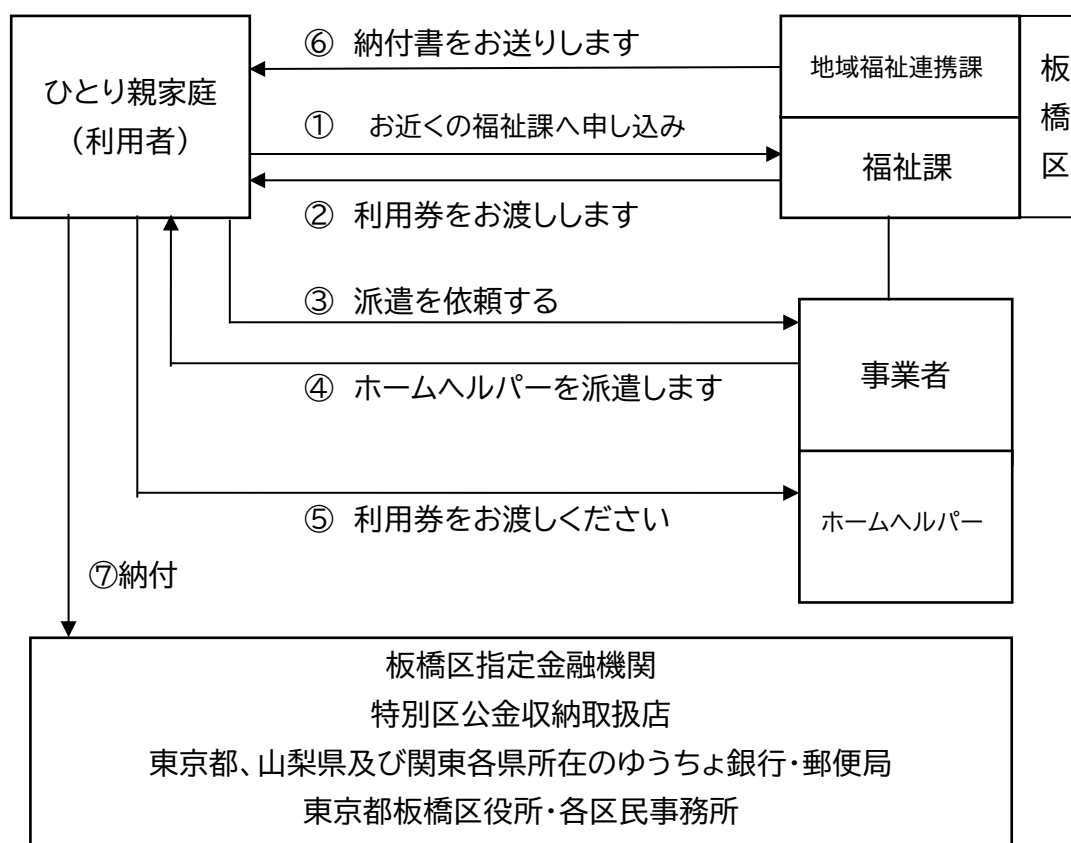 ⑥ 納付書をお送りします
地域福祉連携課
板橋区
ひとり親家庭
（利用者）
① お近くの福祉課へ申し込み
福祉課
② 利用券をお渡しします
③ 派遣を依頼する
事業者
④ ホームヘルパーを派遣します
⑤ 利用券をお渡しください
ホームヘルパー
⑦納付
板橋区指定金融機関
特別区公金収納取扱店
東京都、山梨県及び関東各県所在のゆうちょ銀行・郵便局
東京都板橋区役所・各区民事務所